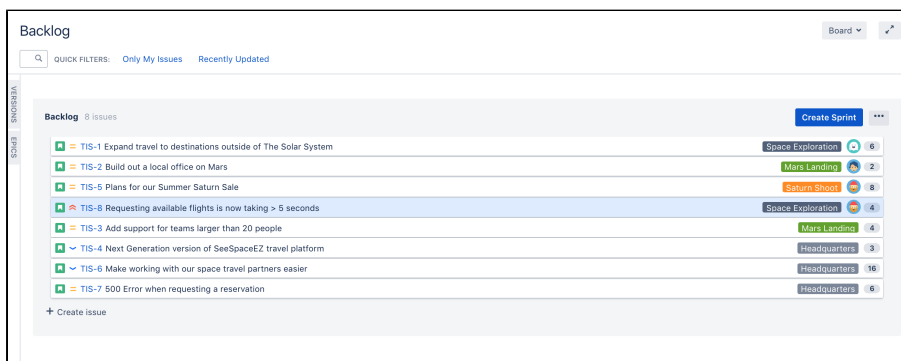 Backlog
Board
QUICK FILTERS: Only My Issues Recently Updated
VERSIONS
EPICS
Backlog 8 issues
Create Sprint
TIS-1 Expand travel to destinations outside of The Solar System Space Exploration 6
TIS-2 Build out a local office on Mars Mars Landing 2
TIS-5 Plans for our Summer Saturn Sale Saturn Shoot 8
TIS-8 Requesting available flights is now taking > 5 seconds Space Exploration 4
TIS-3 Add support for teams larger than 20 people Mars Landing 4
TIS-4 Next Generation version of SeeSpaceEZ travel platform Headquarters 3
TIS-6 Make working with our space travel partners easier Headquarters 16
TIS-7 500 Error when requesting a reservation Headquarters 6
+ Create issue